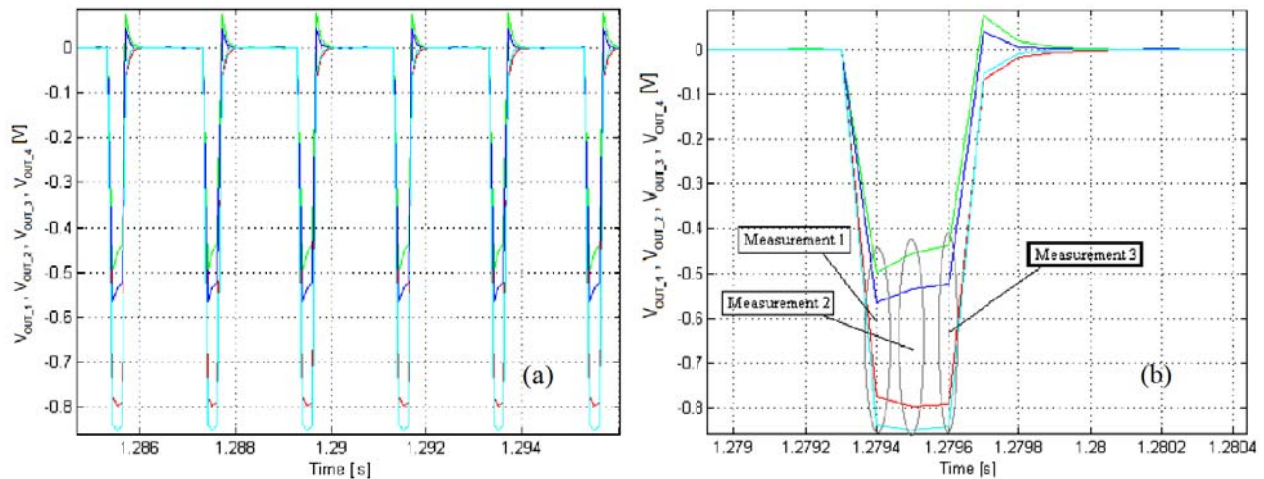 V_OUT_1 , V_OUT_2 , V_OUT_3 , V_OUT_4 [V]
0
-0.1
-0.2
-0.3
-0.4
-0.5
-0.6
-0.7
-0.8
(a)
1.286 1.288 1.29 1.292 1.294
Time [s]
V_OUT_1 , V_OUT_2 , V_OUT_3 , V_OUT_4 [V]
0
-0.1
-0.2
-0.3
-0.4
-0.5
-0.6
-0.7
-0.8
Measurement 1
Measurement 3
Measurement 2
(b)
1.279 1.2792 1.2794 1.2796 1.2798 1.28 1.2802 1.2804
Time [s]